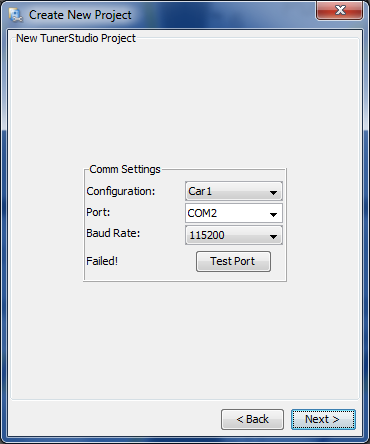 Create New Project
New TunerStudio Project
Comm Settings
Configuration: Car1
Port: COM2
Baud Rate: 115200
Failed! Test Port
< Back Next >